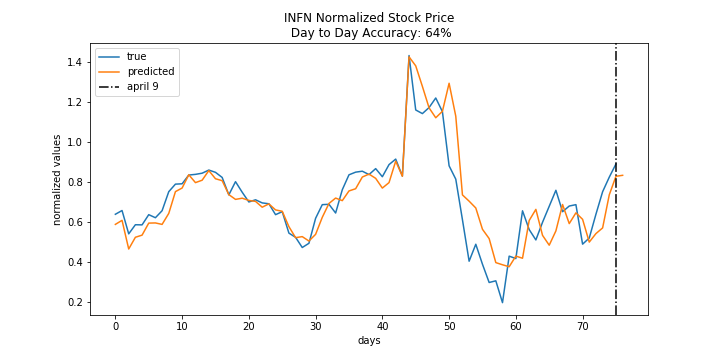 INFN Normalized Stock Price
Day to Day Accuracy: 64%
true
predicted
april 9
normalized values
1.4
1.2
1.0
0.8
0.6
0.4
0.2
0 10 20 30 40 50 60 70
days